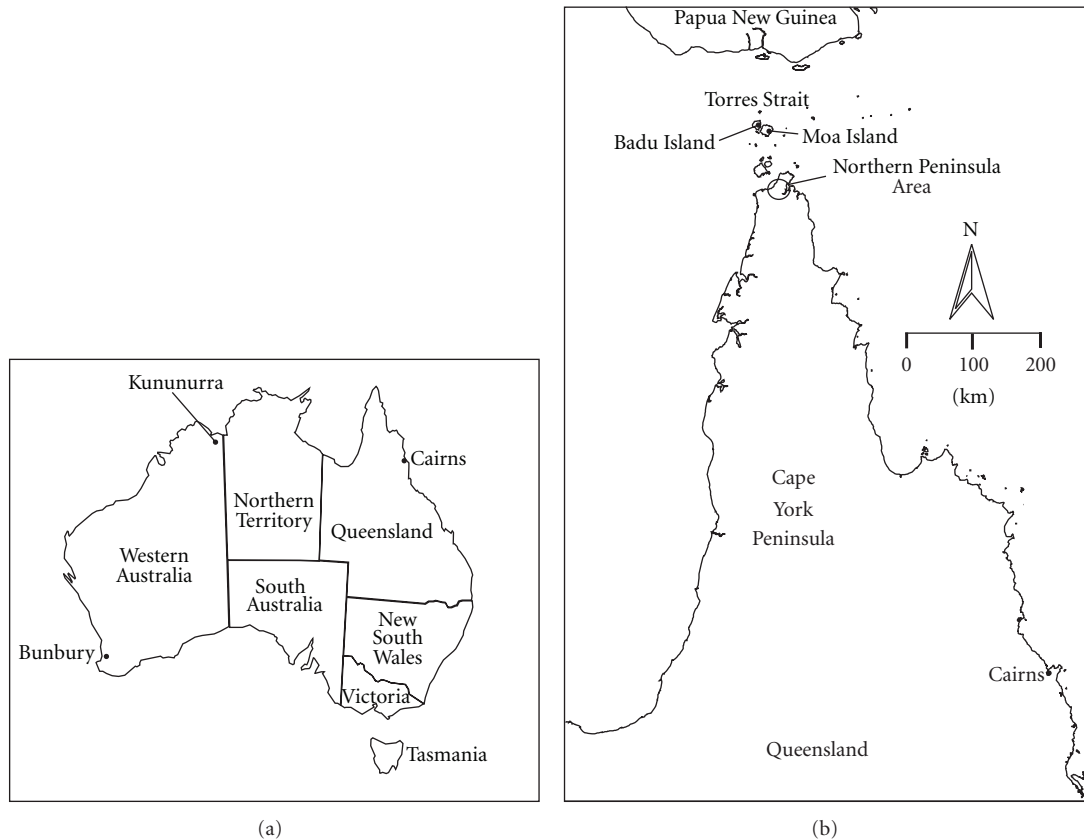 Kununurra
Cairns
Northern
Territory
Queensland
Western
Australia
South
Australia
New
South
Wales
Bunbury
Victoria
Tasmania
(a)
Papua New Guinea
Torres Strait
Badu Island
Moa Island
Northern Peninsula
Area
N
0 100 200
(km)
Cape
York
Peninsula
Cairns
Queensland
(b)